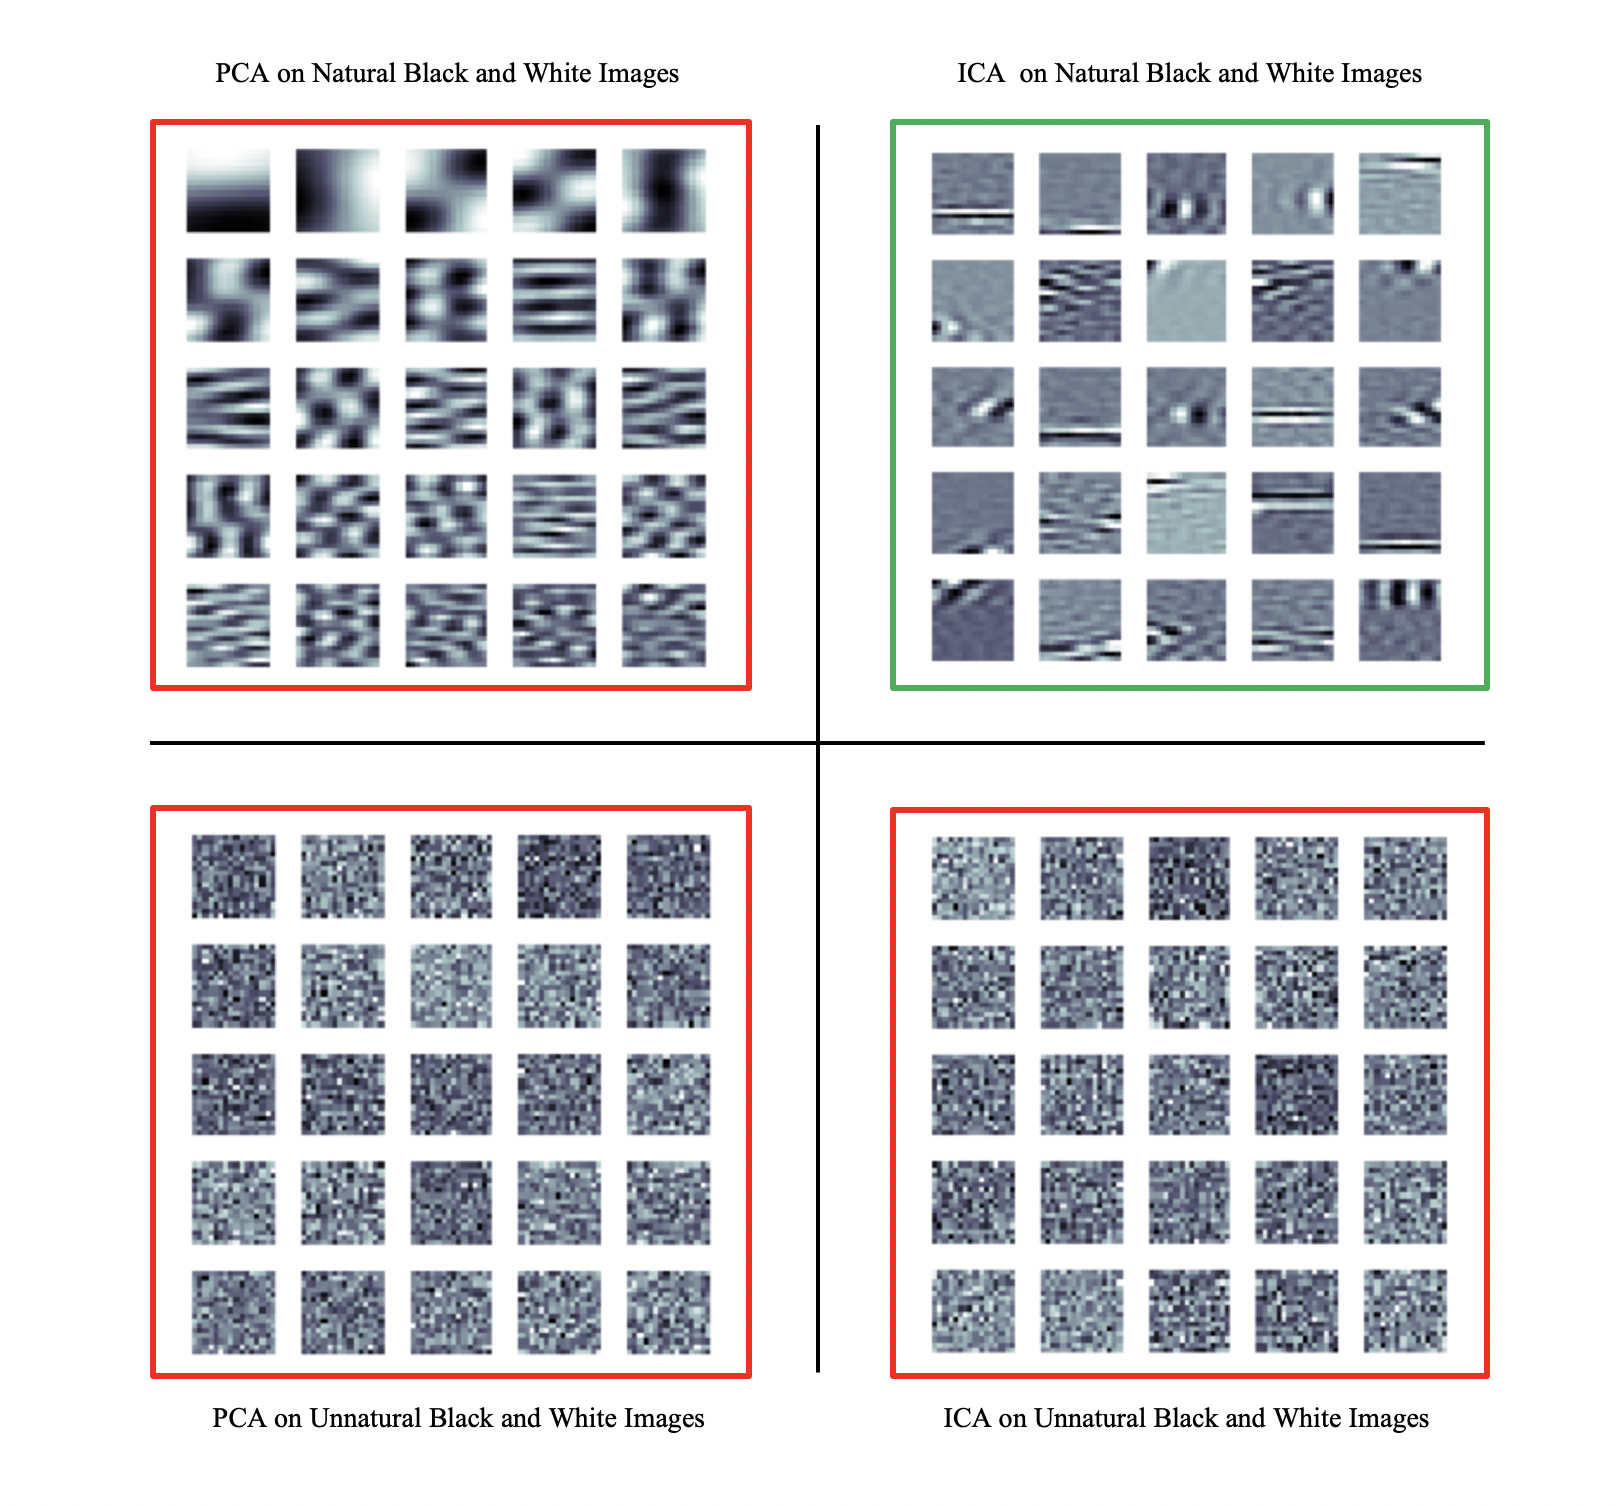 PCA on Natural Black and White Images
ICA on Natural Black and White Images
PCA on Unnatural Black and White Images
ICA on Unnatural Black and White Images